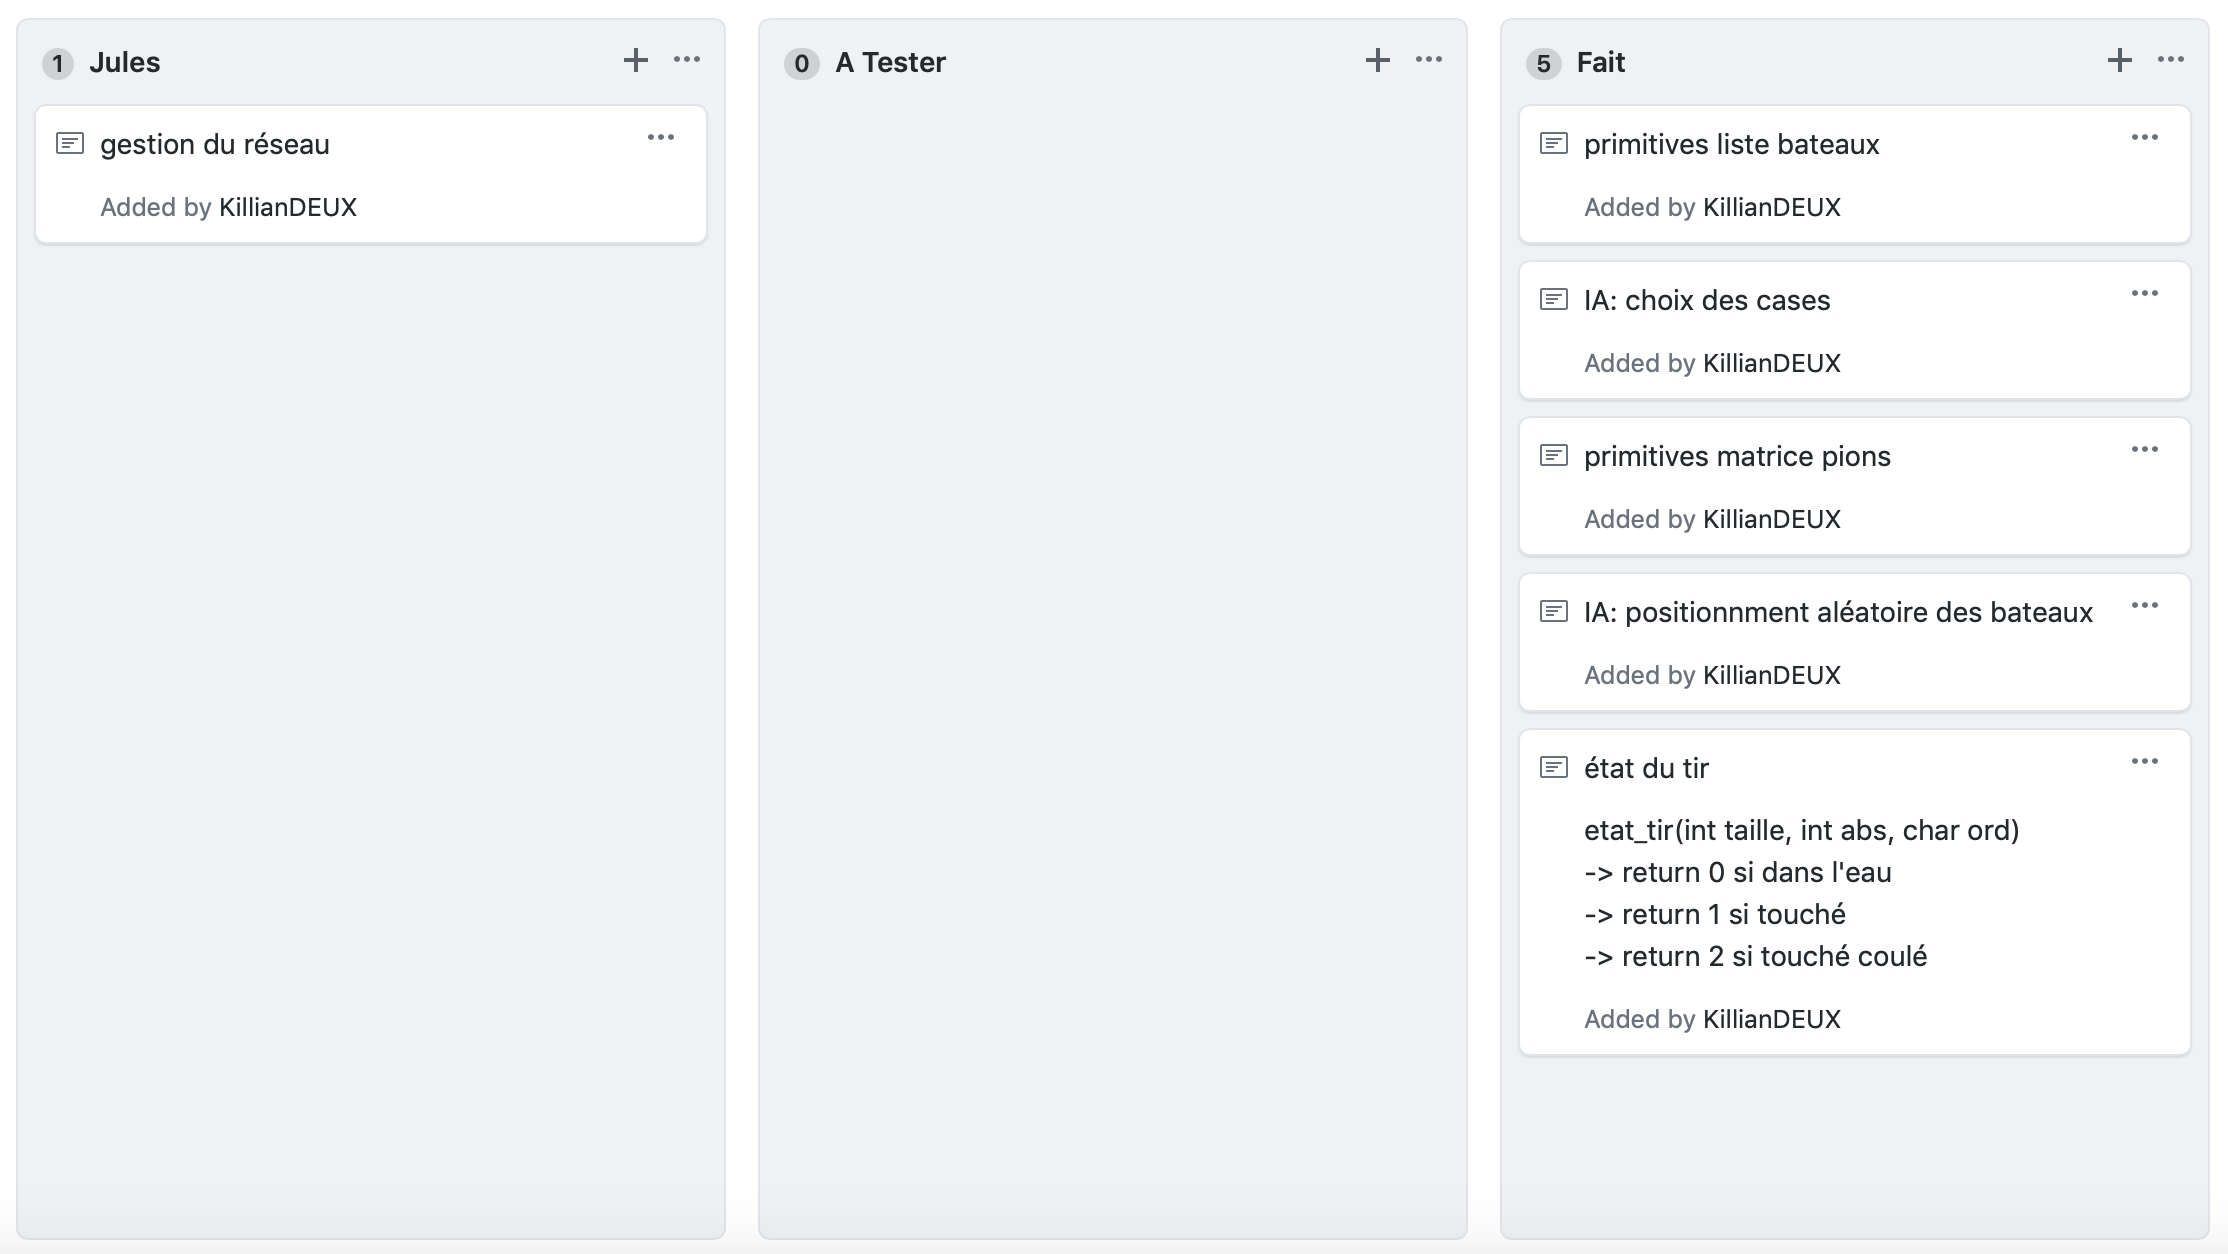 1 Jules
gestion du réseau
Added by KillianDEUX
0 A Tester
5 Fait
primitives liste bateaux
Added by KillianDEUX
IA: choix des cases
Added by KillianDEUX
primitives matrice pions
Added by KillianDEUX
IA: positionnment aléatoire des bateaux
Added by KillianDEUX
état du tir
etat_tir(int taille, int abs, char ord)
-> return 0 si dans l'eau
-> return 1 si touché
-> return 2 si touché coulé
Added by KillianDEUX